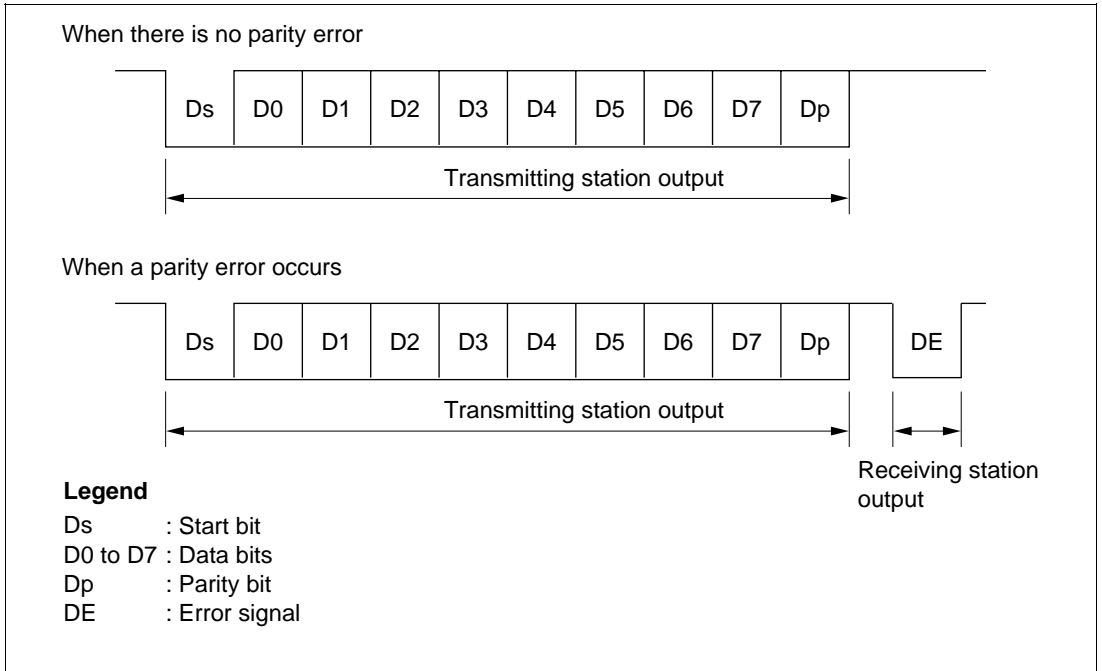 When there is no parity error
Ds D0 D1 D2 D3 D4 D5 D6 D7 Dp
Transmitting station output
When a parity error occurs
Ds D0 D1 D2 D3 D4 D5 D6 D7 Dp DE
Transmitting station output
Receiving station
output
Legend
Ds : Start bit
D0 to D7 : Data bits
Dp : Parity bit
DE : Error signal